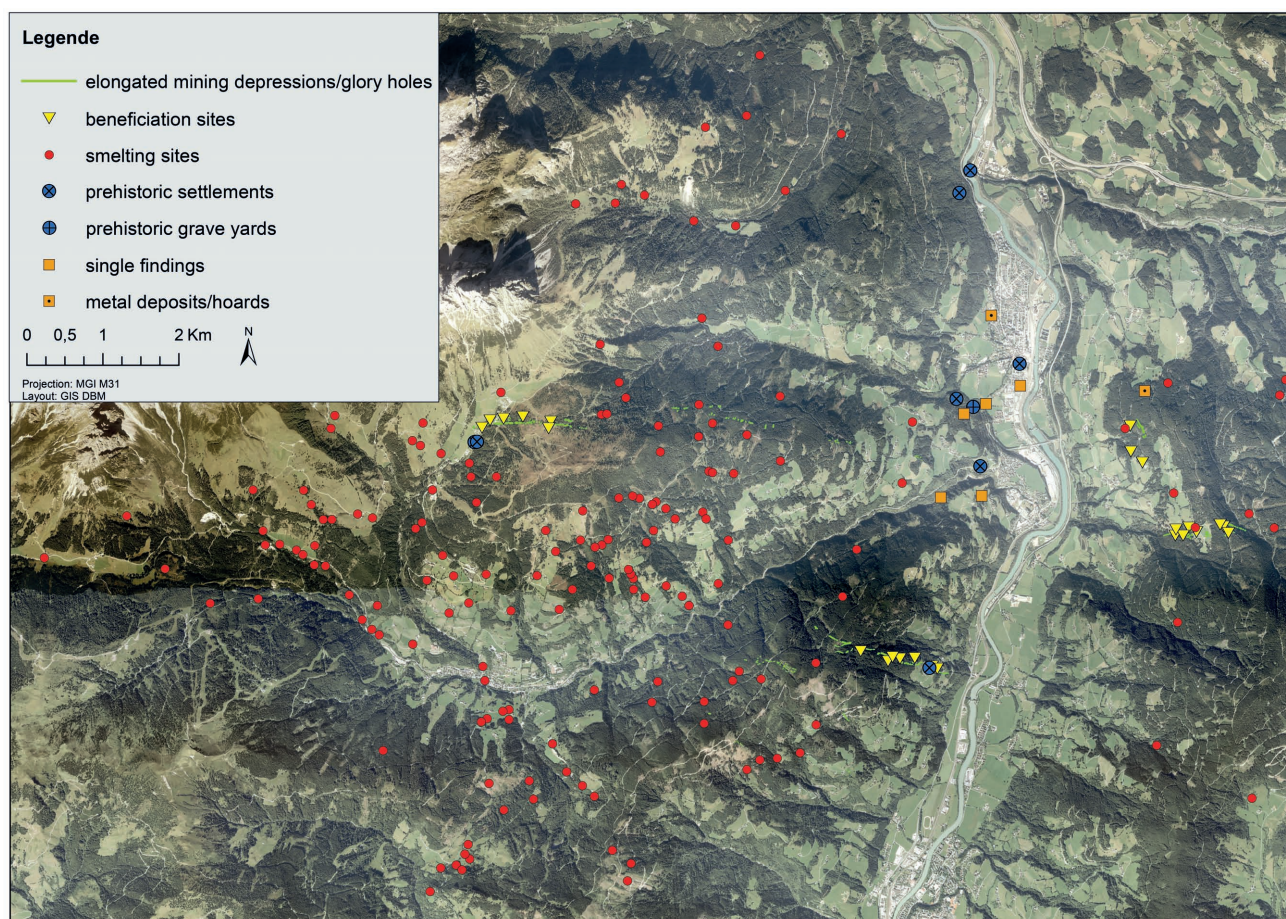 Legende
elongated mining depressions/glory holes
beneficiation sites
smelting sites
prehistoric settlements
prehistoric grave yards
single findings
metal deposits/hoards
0 0,5 1 2 Km
N
Projection: MGI M31
Layout: GIS DBM